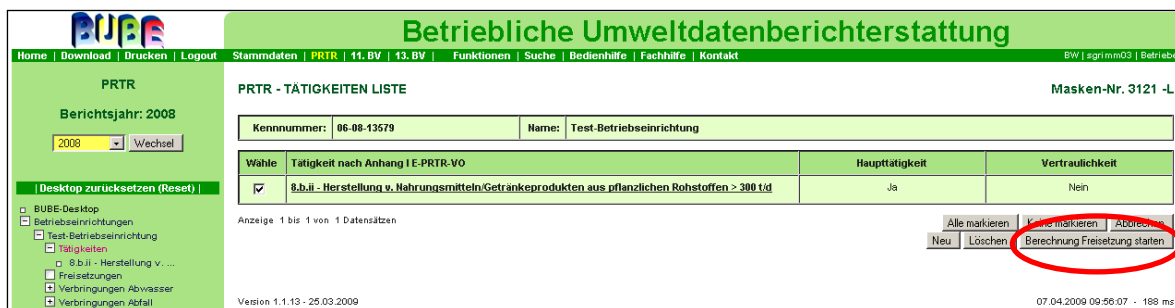 BUBE
Betriebliche Umweltdatenberichterstattung
Home | Download | Drucken | Logout Stammdaten | PRTR | 11. BV | 13. BV | Funktionen | Suche | Bedienhilfe | Fachhilfe | Kontakt BW | sgrimm03 | Betriebe
PRTR
Berichtsjahr: 2008
2008 Wechsel
| Desktop zurücksetzen (Reset) |
BUBE-Desktop
Betriebseinrichtungen
Test-Betriebseinrichtung
Tätigkeiten
8.b.ii - Herstellung v. ...
Freisetzungen
Verbringungen Abwasser
Verbringungen Abfall
PRTR - TÄTIGKEITEN LISTE Masken-Nr. 3121 -L
Kennnummer: 06-08-13579 Name: Test-Betriebseinrichtung
Wähle Tätigkeit nach Anhang I E-PRTR-VO Haupttätigkeit Vertraulichkeit
8.b.ii - Herstellung v. Nahrungsmitteln/Getränkeprodukten aus pflanzlichen Rohstoffen > 300 t/d Ja Nein
Anzeige 1 bis 1 von 1 Datensätzen
Alle markieren Keine markieren Abbrechen
Neu Löschen Berechnung Freisetzung starten
Version 1.1.13 - 25.03.2009 07.04.2009 09:56:07 - 188 ms